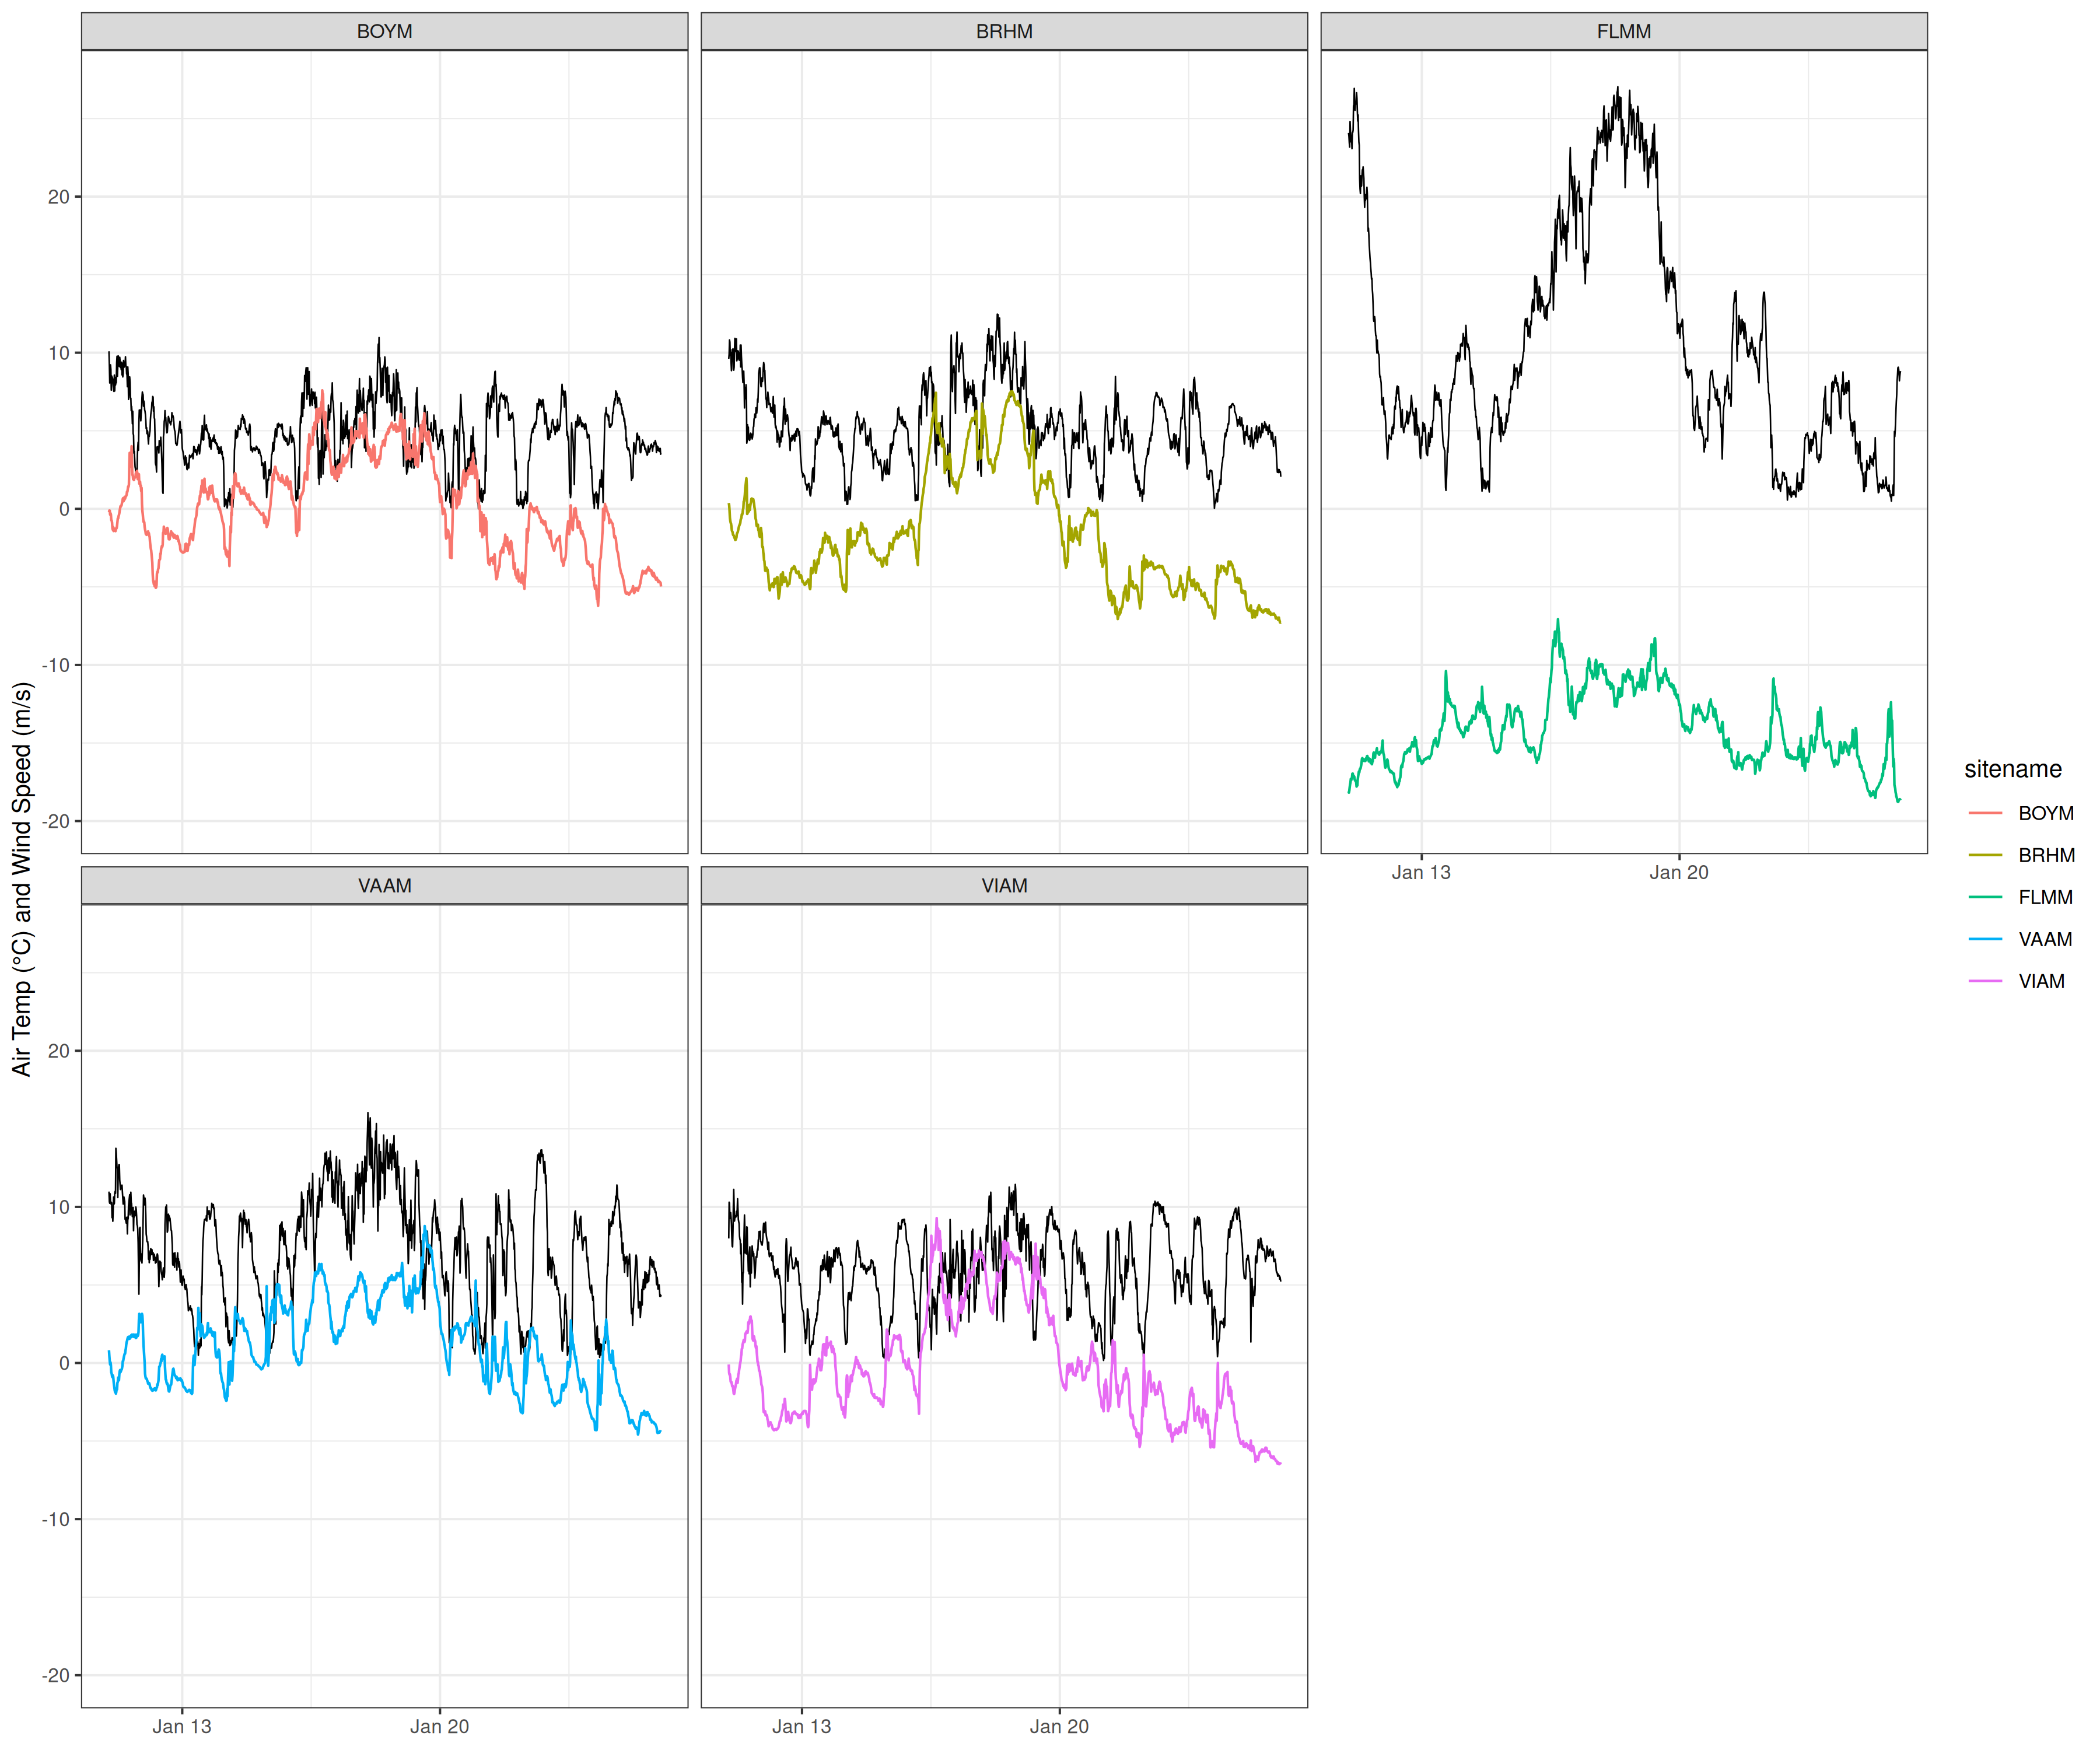 BOYM
BRHM
FLMM
20
10
0
-10
-20
Jan 13
Jan 20
VAAM
VIAM
20
10
0
-10
-20
Jan 13
Jan 20
Jan 13
Jan 20
Air Temp (°C) and Wind Speed (m/s)
sitename
BOYM
BRHM
FLMM
VAAM
VIAM